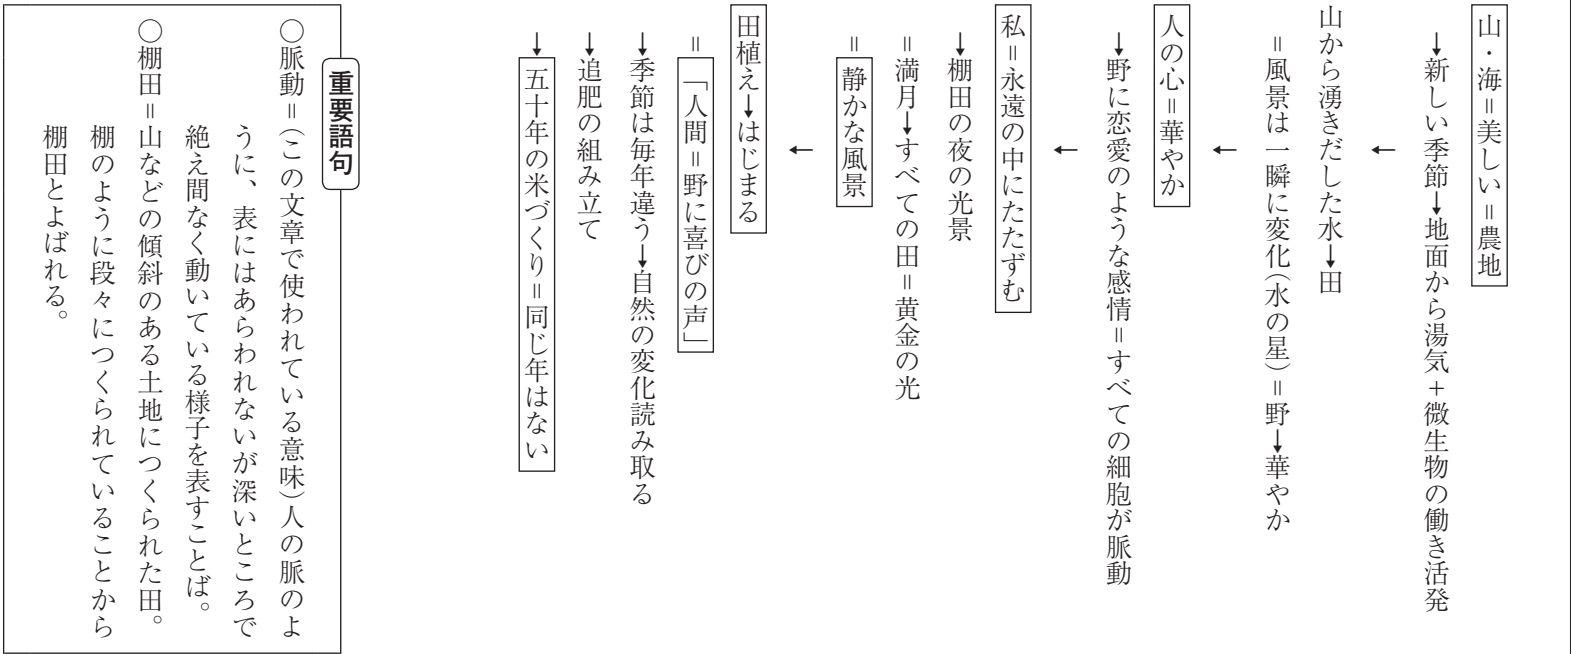 山・海＝美しい＝農地
↓新しい季節→地面から湯気＋微生物の働き活発
↓
山から湧きだした水→田
＝風景は一瞬に変化(水の星)＝野→華やか
↓
人の心＝華やか
↓野に恋愛のような感情＝すべての細胞が脈動
↓
私＝永遠の中にたたずむ
↓棚田の夜の光景
＝満月→すべての田＝黄金の光
＝静かな風景
↓
田植え→はじまる
＝「人間＝野に喜びの声」
↓季節は毎年違う→自然の変化読み取る
↓追肥の組み立て
↓五十年の米づくり＝同じ年はない
重要語句
○脈動＝(この文章で使われている意味)人の脈のよ
うに、表にはあらわれないが深いところで
絶え間なく動いている様子を表すことば。
○棚田＝山などの傾斜のある土地につくられた田。
棚のように段々につくられていることから
棚田とよばれる。